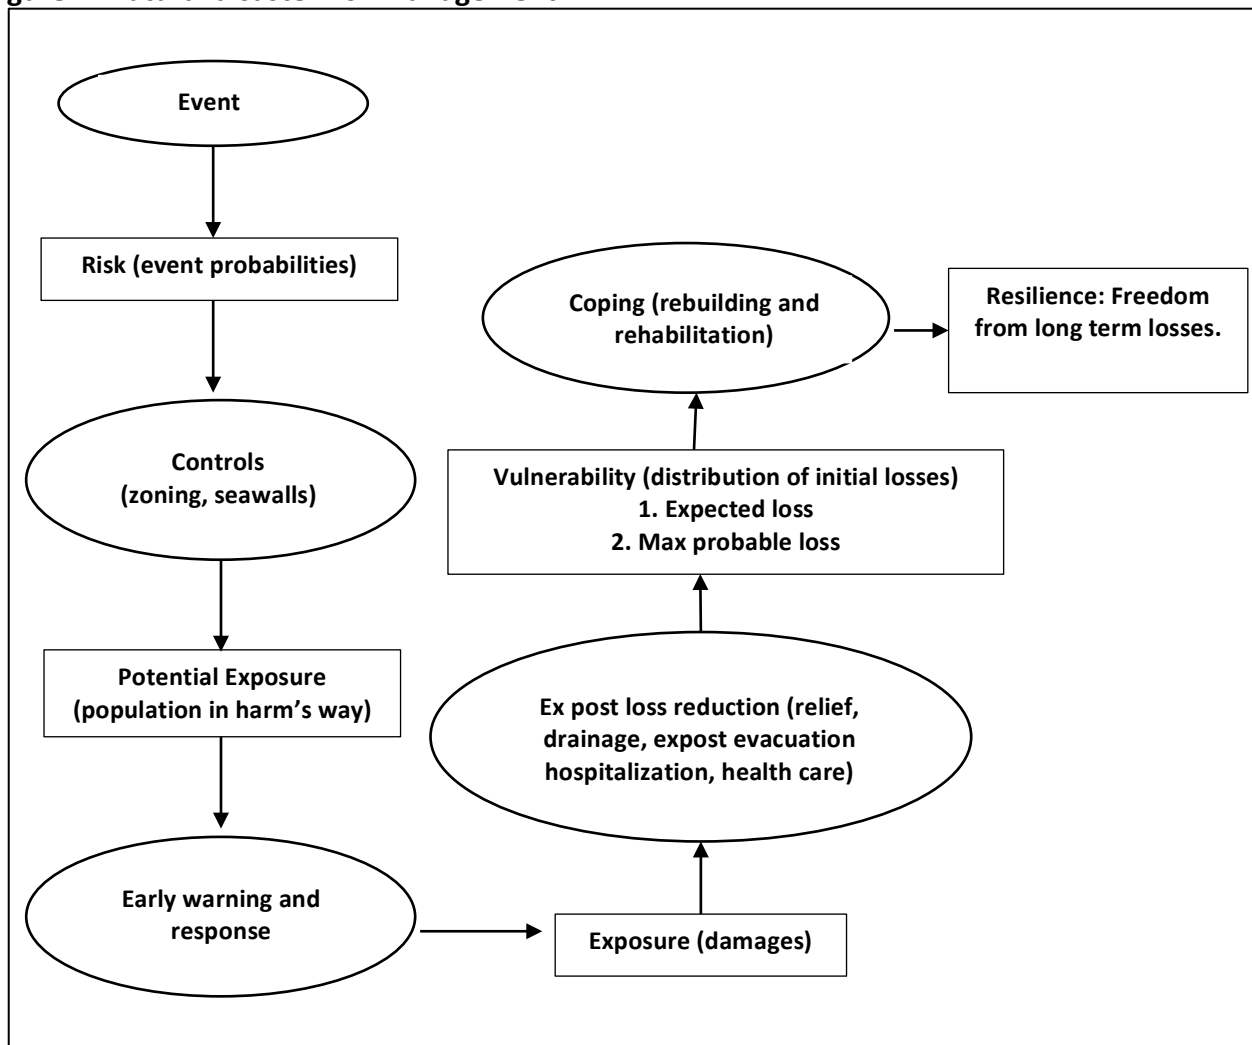 Event
Risk (event probabilities)
Controls
(zoning, seawalls)
Potential Exposure
(population in harm’s way)
Early warning and
response
Exposure (damages)
Ex post loss reduction (relief,
drainage, expost evacuation
hospitalization, health care)
Vulnerability (distribution of initial losses)
1. Expected loss
2. Max probable loss
Coping (rebuilding and
rehabilitation)
Resilience: Freedom
from long term losses.